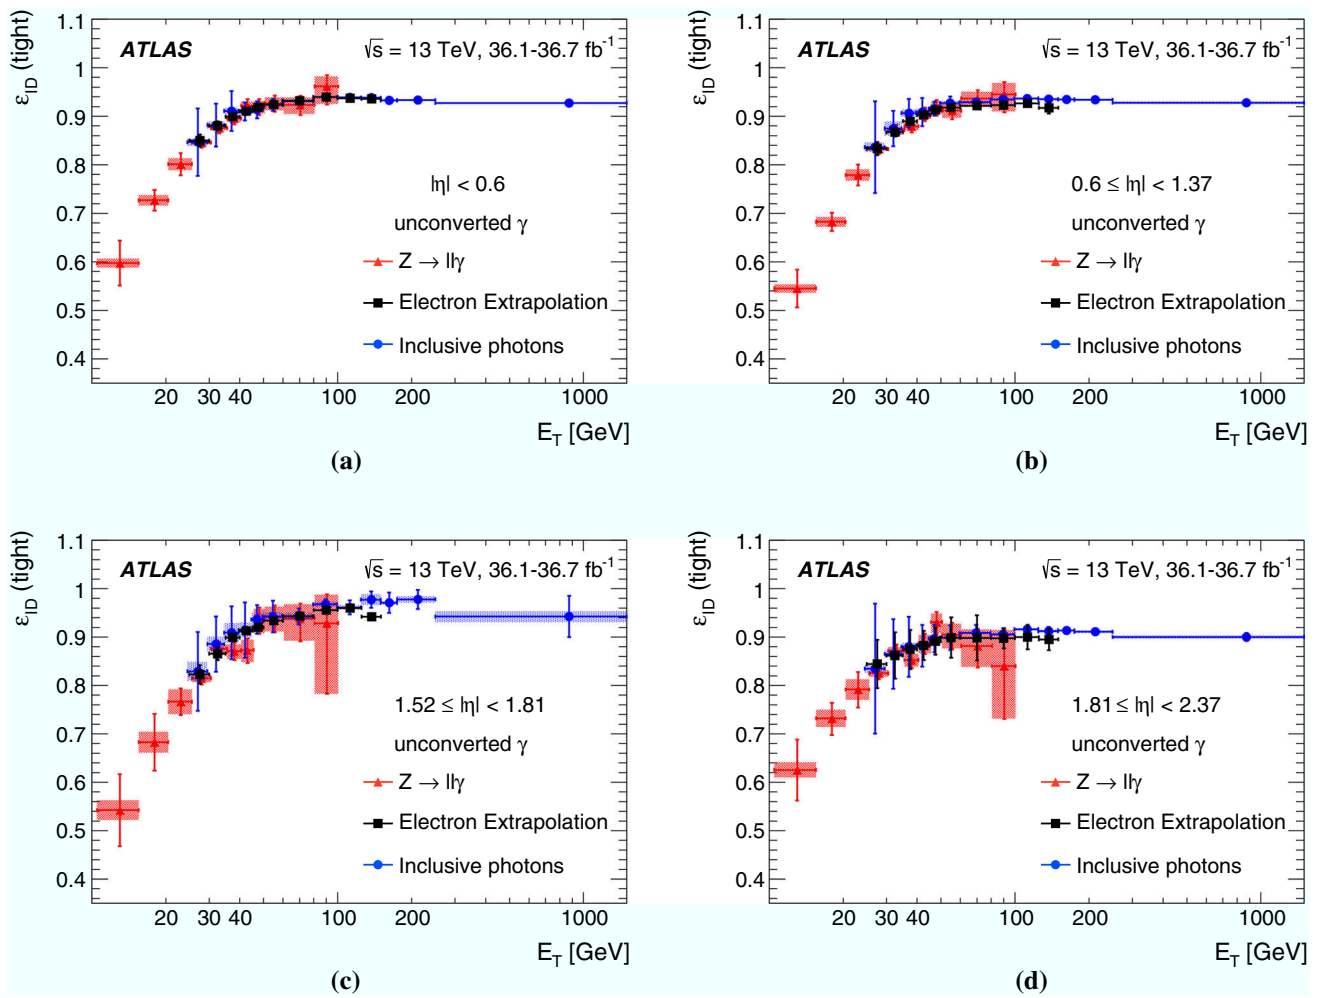 1.1
1
0.9
0.8
0.7
0.6
0.5
0.4
ε_ID (tight)
ATLAS
√s = 13 TeV, 36.1-36.7 fb⁻¹
|η| < 0.6
unconverted γ
Z → llγ
Electron Extrapolation
Inclusive photons
20 30 40 100 200 1000
E_T [GeV]
(a)
1.1
1
0.9
0.8
0.7
0.6
0.5
0.4
ε_ID (tight)
ATLAS
√s = 13 TeV, 36.1-36.7 fb⁻¹
0.6 ≤ |η| < 1.37
unconverted γ
Z → llγ
Electron Extrapolation
Inclusive photons
20 30 40 100 200 1000
E_T [GeV]
(b)
1.1
1
0.9
0.8
0.7
0.6
0.5
0.4
ε_ID (tight)
ATLAS
√s = 13 TeV, 36.1-36.7 fb⁻¹
1.52 ≤ |η| < 1.81
unconverted γ
Z → llγ
Electron Extrapolation
Inclusive photons
20 30 40 100 200 1000
E_T [GeV]
(c)
1.1
1
0.9
0.8
0.7
0.6
0.5
0.4
ε_ID (tight)
ATLAS
√s = 13 TeV, 36.1-36.7 fb⁻¹
1.81 ≤ |η| < 2.37
unconverted γ
Z → llγ
Electron Extrapolation
Inclusive photons
20 30 40 100 200 1000
E_T [GeV]
(d)